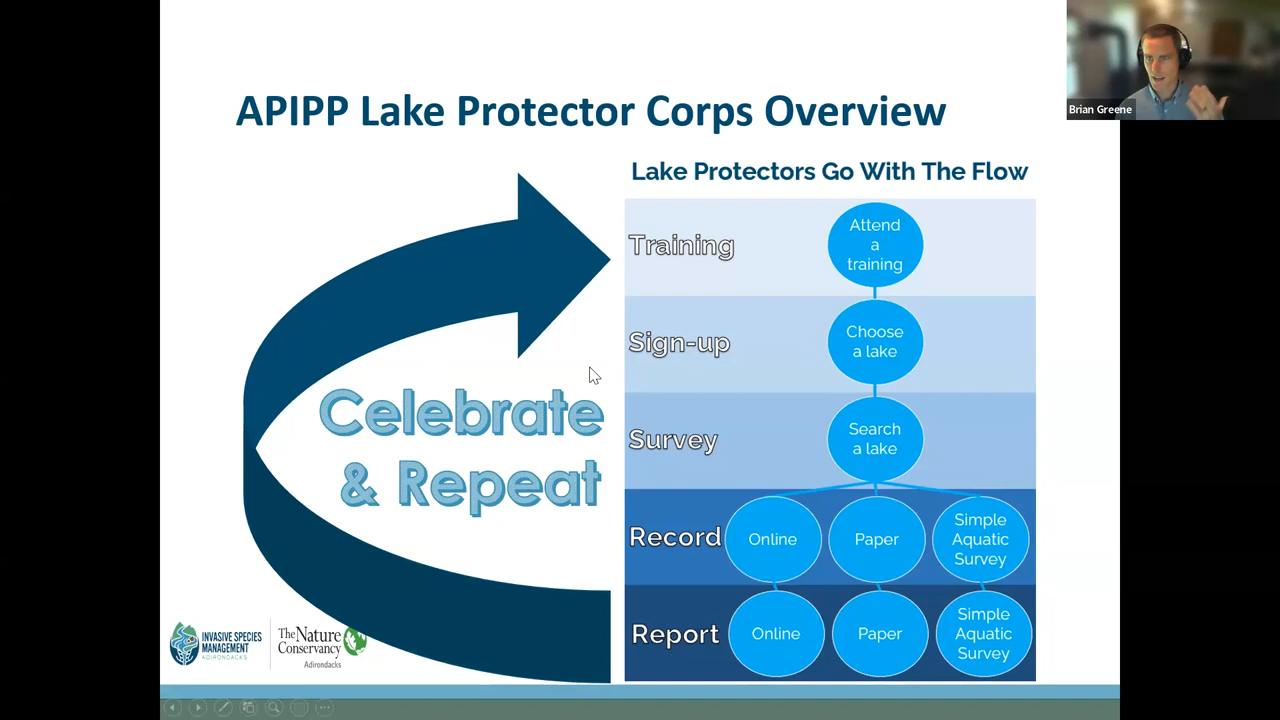 APIPP Lake Protector Corps Overview
Brian Greene
Lake Protectors Go With The Flow
Training
Attend
a
training
Sign-up
Choose
a lake
Survey
Search
a lake
Record
Online
Paper
Simple
Aquatic
Survey
Report
Online
Paper
Simple
Aquatic
Survey
Celebrate
& Repeat
INVASIVE SPECIES
MANAGEMENT
ADIRONDACKS
The Nature
Conservancy
Adirondacks